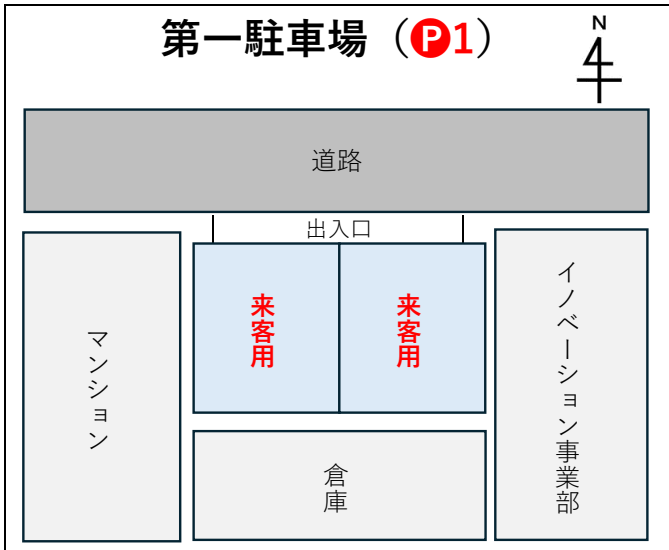 第一駐車場（P1）
N
道路
出入口
マンション
来客用
来客用
イノベーション事業部
倉庫